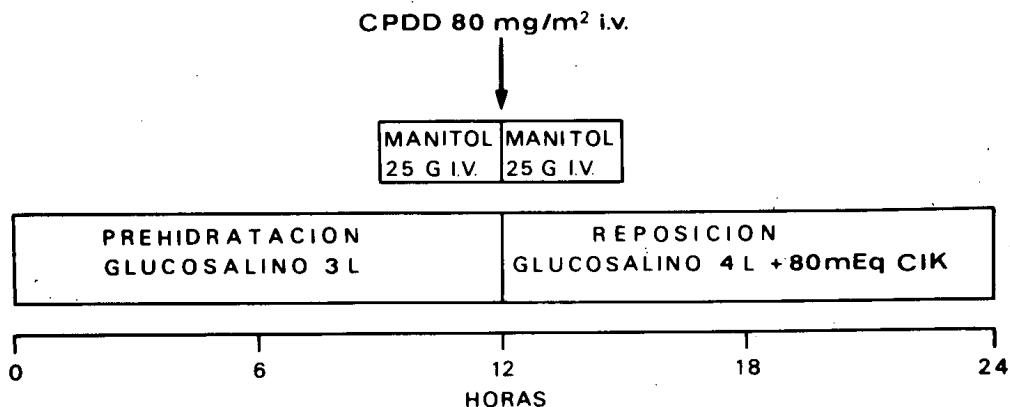 CPDD 80 mg/m² i.v.
MANITOL MANITOL
25 G I.V. 25 G I.V.
PREHIDRATACION REPOSICION
GLUCOSALINO 3 L GLUCOSALINO 4 L + 80mEq ClK
0 6 12 18 24
HORAS